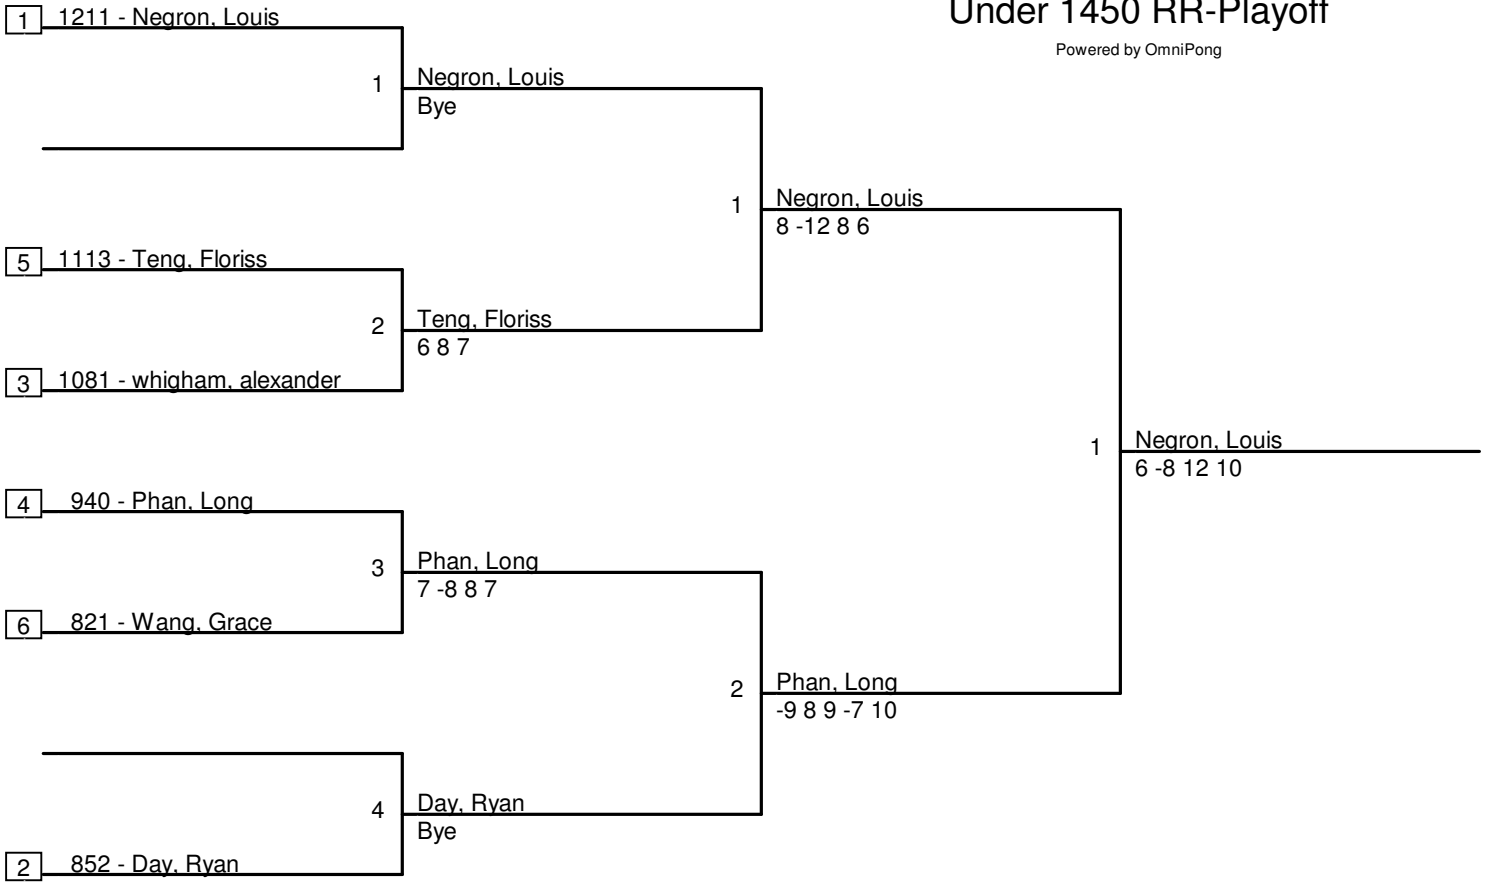 Under 1450 RR-Playoff
Powered by OmniPong
1 1211 - Negron, Louis
1 Negron, Louis
Bye
1 Negron, Louis
8 -12 8 6
5 1113 - Teng, Floriss
2 Teng, Floriss
6 8 7
3 1081 - whigham, alexander
1 Negron, Louis
6 -8 12 10
4 940 - Phan, Long
3 Phan, Long
7 -8 8 7
6 821 - Wang, Grace
2 Phan, Long
-9 8 9 -7 10
4 Day, Ryan
Bye
2 852 - Day, Ryan